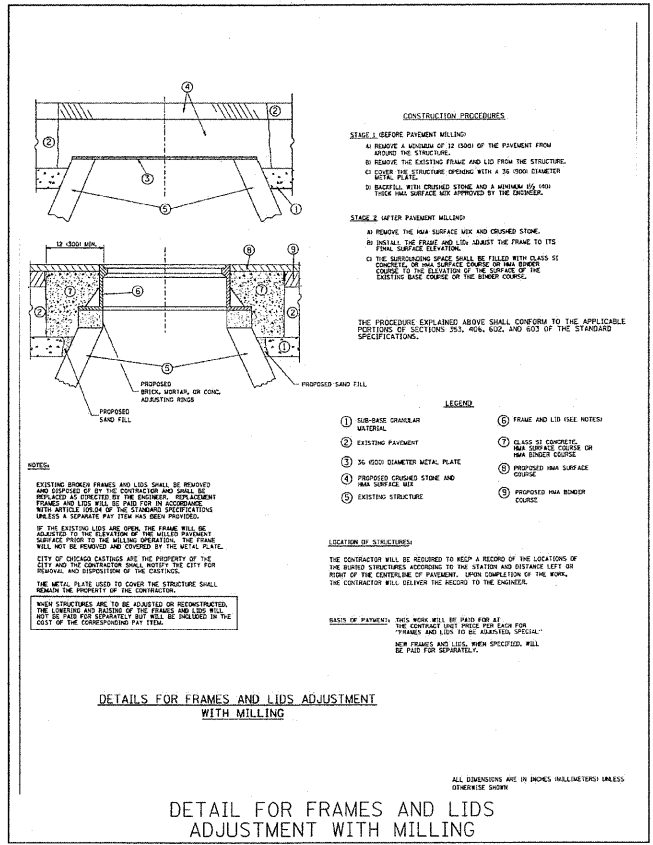 4
2
2
3
5
1
12 (300) MIN.
8
9
7
7
6
2
2
1
5
PROPOSED
BRICK, MORTAR, OR CONC.
ADJUSTING RINGS
PROPOSED SAND FILL
PROPOSED
SAND FILL
CONSTRUCTION PROCEDURES
STAGE 1 (BEFORE PAVEMENT MILLING)
A) REMOVE A MINIMUM OF 12 (300) OF THE PAVEMENT FROM
AROUND THE STRUCTURE.
B) REMOVE THE EXISTING FRAME AND LID FROM THE STRUCTURE.
C) COVER THE STRUCTURE OPENING WITH A 36 (900) DIAMETER
METAL PLATE.
D) BACKFILL WITH CRUSHED STONE AND A MINIMUM 1½ (40)
THICK HMA SURFACE MIX APPROVED BY THE ENGINEER.
STAGE 2 (AFTER PAVEMENT MILLING)
A) REMOVE THE HMA SURFACE MIX AND CRUSHED STONE.
B) INSTALL THE FRAME AND LID; ADJUST THE FRAME TO ITS
FINAL SURFACE ELEVATION.
C) THE SURROUNDING SPACE SHALL BE FILLED WITH CLASS SI
CONCRETE, OR HMA SURFACE COURSE OR HMA BINDER
COURSE TO THE ELEVATION OF THE SURFACE OF THE
EXISTING BASE COURSE OR THE BINDER COURSE.
THE PROCEDURE EXPLAINED ABOVE SHALL CONFORM TO THE APPLICABLE
PORTIONS OF SECTIONS 353, 406, 602, AND 603 OF THE STANDARD
SPECIFICATIONS.
LEGEND
1 SUB-BASE GRANULAR
MATERIAL
2 EXISTING PAVEMENT
3 36 (900) DIAMETER METAL PLATE
4 PROPOSED CRUSHED STONE AND
HMA SURFACE MIX
5 EXISTING STRUCTURE
6 FRAME AND LID (SEE NOTES)
7 CLASS SI CONCRETE,
HMA SURFACE COURSE OR
HMA BINDER COURSE
8 PROPOSED HMA SURFACE
COURSE
9 PROPOSED HMA BINDER
COURSE
NOTES:
EXISTING BROKEN FRAMES AND LIDS SHALL BE REMOVED
AND DISPOSED OF BY THE CONTRACTOR AND SHALL BE
REPLACED AS DIRECTED BY THE ENGINEER. REPLACEMENT
FRAMES AND LIDS WILL BE PAID FOR IN ACCORDANCE
WITH ARTICLE 109.04 OF THE STANDARD SPECIFICATIONS
UNLESS A SEPARATE PAY ITEM HAS BEEN PROVIDED.
IF THE EXISTING LIDS ARE OPEN, THE FRAME WILL BE
ADJUSTED TO THE ELEVATION OF THE MILLED PAVEMENT
SURFACE PRIOR TO THE MILLING OPERATION. THE FRAME
WILL NOT BE REMOVED AND COVERED BY THE METAL PLATE.
CITY OF CHICAGO CASTINGS ARE THE PROPERTY OF THE
CITY AND THE CONTRACTOR SHALL NOTIFY THE CITY FOR
REMOVAL AND DISPOSITION OF THE CASTINGS.
THE METAL PLATE USED TO COVER THE STRUCTURE SHALL
REMAIN THE PROPERTY OF THE CONTRACTOR.
WHEN STRUCTURES ARE TO BE ADJUSTED OR RECONSTRUCTED,
THE LOWERING AND RAISING OF THE FRAMES AND LIDS WILL
NOT BE PAID FOR SEPARATELY BUT WILL BE INCLUDED IN THE
COST OF THE CORRESPONDING PAY ITEM.
LOCATION OF STRUCTURES:
THE CONTRACTOR WILL BE REQUIRED TO KEEP A RECORD OF THE LOCATIONS OF
THE BURIED STRUCTURES ACCORDING TO THE STATION AND DISTANCE LEFT OR
RIGHT OF THE CENTERLINE OF PAVEMENT. UPON COMPLETION OF THE WORK,
THE CONTRACTOR WILL DELIVER THE RECORD TO THE ENGINEER.
BASIS OF PAYMENT: THIS WORK WILL BE PAID FOR AT
THE CONTRACT UNIT PRICE PER EACH FOR
"FRAMES AND LIDS TO BE ADJUSTED, SPECIAL"
NEW FRAMES AND LIDS, WHEN SPECIFIED, WILL
BE PAID FOR SEPARATELY.
DETAILS FOR FRAMES AND LIDS ADJUSTMENT
WITH MILLING
ALL DIMENSIONS ARE IN INCHES (MILLIMETERS) UNLESS
OTHERWISE SHOWN
DETAIL FOR FRAMES AND LIDS
ADJUSTMENT WITH MILLING